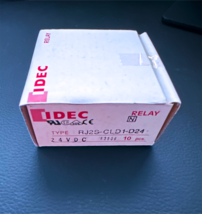 RELAY
IDEC
IDEC
RELAY
TYPE RJ2S-CLD1-D24
24VDC 10 pcs.